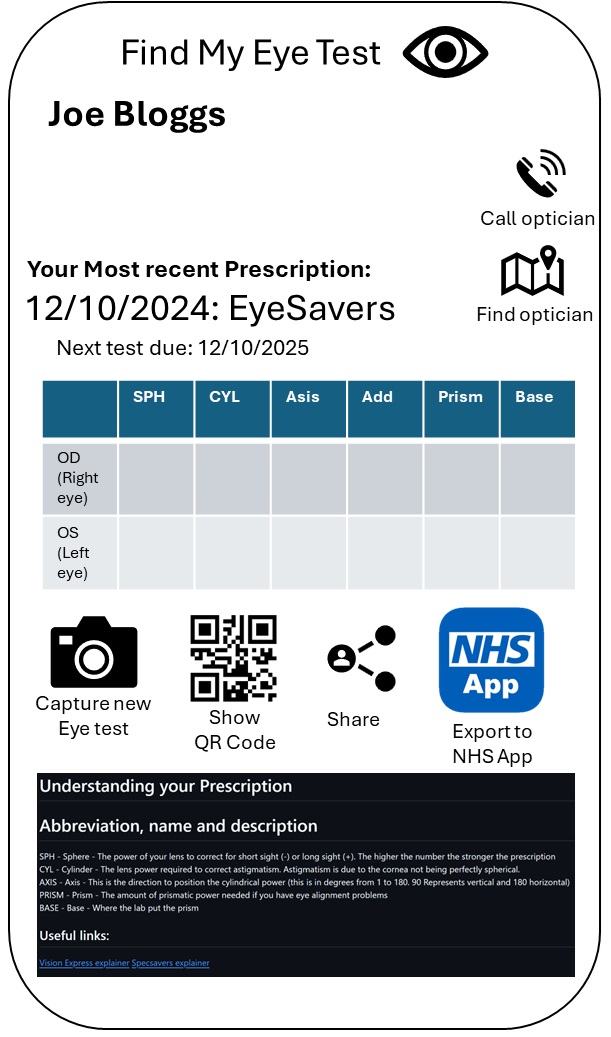 Find My Eye Test
Joe Bloggs
Call optician
Your Most recent Prescription:
12/10/2024: EyeSavers
Find optician
Next test due: 12/10/2025
SPH CYL Asis Add Prism Base
OD
(Right
eye)
OS
(Left
eye)
NHS
App
Capture new
Eye test
Show
QR Code
Share
Export to
NHS App
Understanding your Prescription
Abbreviation, name and description
SPH - Sphere - The power of your lens to correct for short sight (-) or long sight (+). The higher the number the stronger the prescription
CYL - Cylinder - The lens power required to correct astigmatism. Astigmatism is due to the cornea not being perfectly spherical.
AXIS - Axis - This is the direction to position the cylindrical power (this is in degrees from 1 to 180. 90 Represents vertical and 180 horizontal)
PRISM - Prism - The amount of prismatic power needed if you have eye alignment problems
BASE - Base - Where the lab put the prism
Useful links:
Vision Express explainer Specsavers explainer